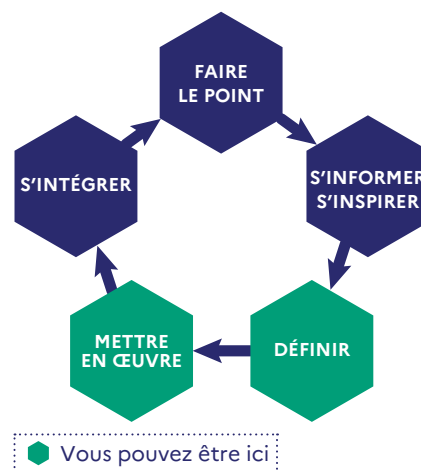 FAIRE
LE POINT
S'INTÉGRER
S'INFORMER
S'INSPIRER
METTRE
EN ŒUVRE
DÉFINIR
Vous pouvez être ici